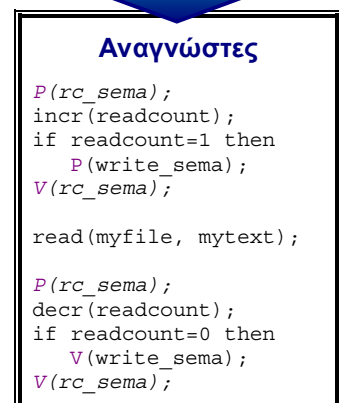 Αναγνώστες
P(rc_sema);
incr(readcount);
if readcount=1 then
P(write_sema);
V(rc_sema);
read(myfile, mytext);
P(rc_sema);
decr(readcount);
if readcount=0 then
V(write_sema);
V(rc_sema);